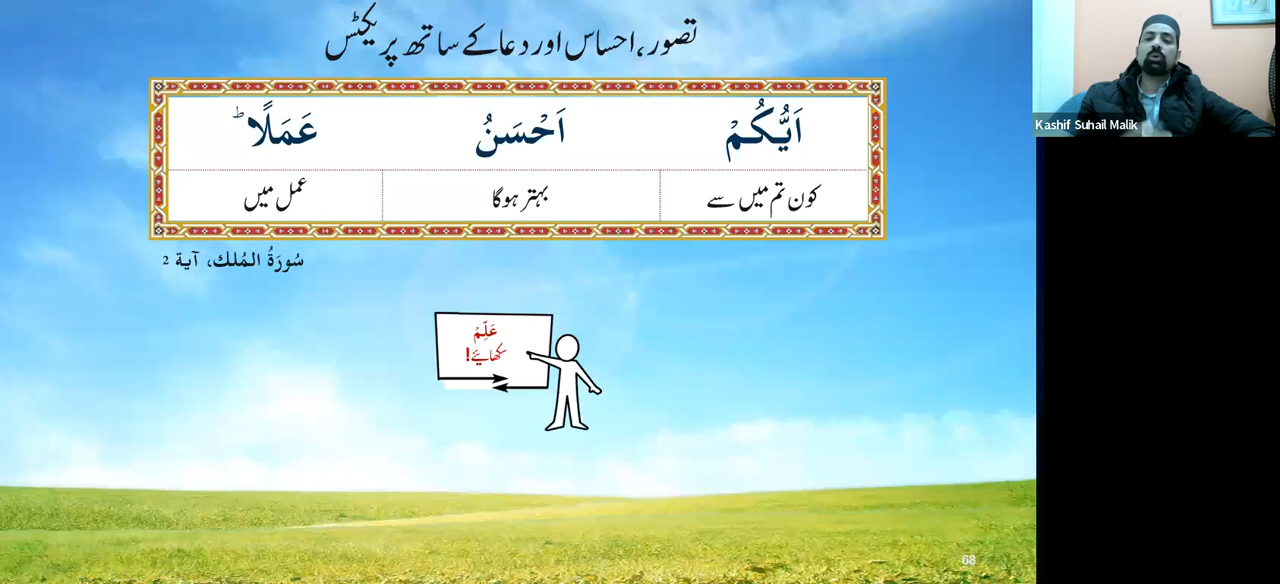 تصور، احساس اور دعا کے ساتھ پریکٹس
اَيُّكُمْ اَحْسَنُ عَمَلًا ؕ
کون تم میں سے بہتر ہوگا عمل میں
سُورَةُ الـمُلك، آية 2
عَلِّمُ
سکھایئے!
68
Kashif Suhail Malik